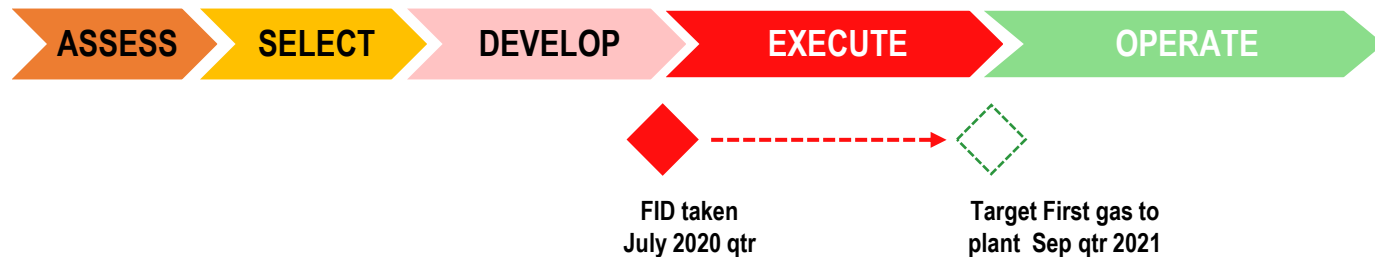 ASSESS SELECT DEVELOP EXECUTE OPERATE
FID taken
July 2020 qtr
Target First gas to
plant Sep qtr 2021